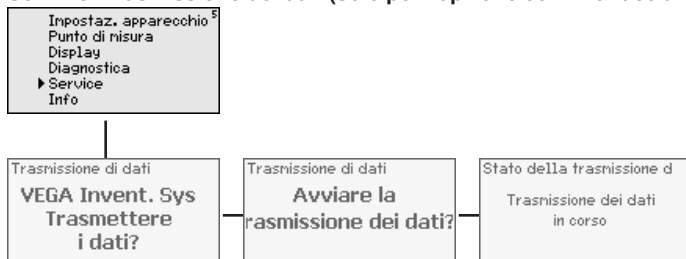 Impostaz. apparecchio 5
Punto di misura
Display
Diagnostica
Service
Info
Trasmissione di dati
VEGA Invent. Sys
Trasmettere
i dati?
Trasmissione di dati
Avviare la
rasmissione dei dati?
Stato della trasmissione d
Trasmissione dei dati
in corso